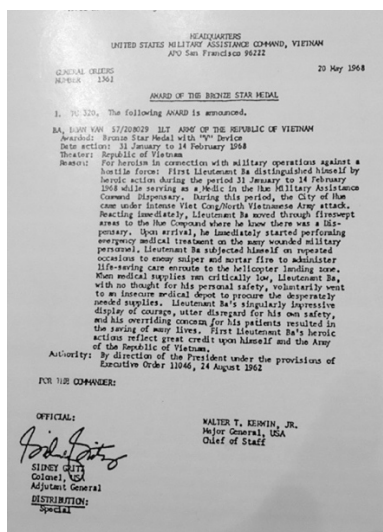 HEADQUARTERS
UNITED STATES MILITARY ASSISTANCE COMMAND, VIETNAM
APO San Francisco 96222
GENERAL ORDERS 20 May 1968
NUMBER 1361
AWARD OF THE BRONZE STAR MEDAL
1. TC 320. The following AWARD is announced.
BA, LOAN VAN 57/208029 1LT ARMY OF THE REPUBLIC OF VIETNAM
Awarded: Bronze Star Medal with "V" Device
Date action: 31 January to 14 February 1968
Theater: Republic of Vietnam
Reason: For heroism in connection with military operations against a
hostile force: First Lieutenant Ba distinguished himself by
heroic action during the period 31 January to 14 February
1968 while serving as a Medic in the Hue Military Assistance
Command Dispensary. During this period, the City of Hue
came under intense Viet Cong/North Vietnamese Army attack.
Reacting immediately, Lieutenant Ba moved through fireswept
areas to the Hue Compound where he knew there was a dis-
pensary. Upon arrival, he immediately started performing
emergency medical treatment on the many wounded military
personnel. Lieutenant Ba subjected himself on repeated
occasions to enemy sniper and mortar fire to administer
life-saving care enroute to the helicopter landing zone.
When medical supplies ran critically low, Lieutenant Ba,
with no thought for his personal safety, voluntarily went
to an insecure medical depot to procure the desperately
needed supplies. Lieutenant Ba's singularly impressive
display of courage, utter disregard for his own safety,
and his overriding concern for his patients resulted in
the saving of many lives. First Lieutenant Ba's heroic
actions reflect great credit upon himself and the Army
of the Republic of Vietnam.
Authority: By direction of the President under the provisions of
Executive Order 11046, 24 August 1962
FOR THE COMMANDER:
OFFICIAL:
WALTER T. KERWIN, JR.
Major General, USA
Chief of Staff
SIDNEY GRITZ
Colonel, USA
Adjutant General
DISTRIBUTION:
Special